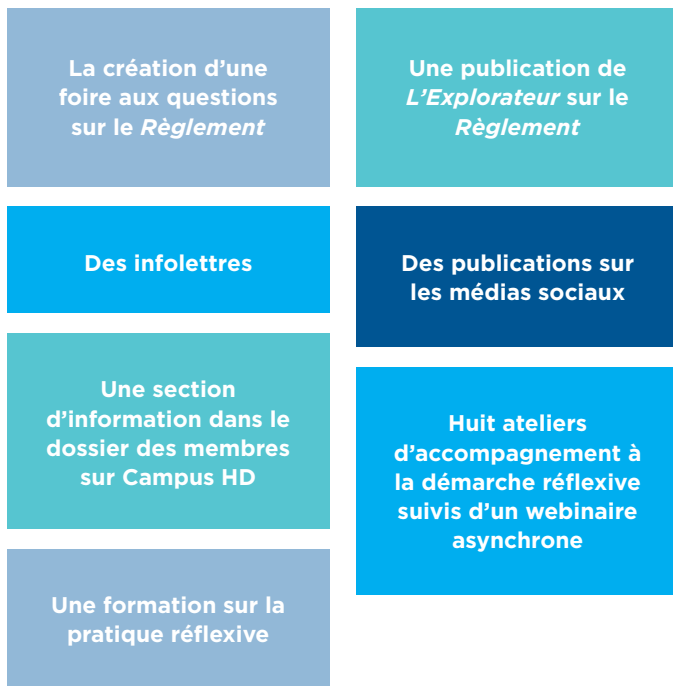 La création d’une
foire aux questions
sur le Règlement
Une publication de
L’Explorateur sur le
Règlement
Des infolettres
Des publications sur
les médias sociaux
Une section
d’information dans le
dossier des membres
sur Campus HD
Huit ateliers
d’accompagnement à
la démarche réflexive
suivis d’un webinaire
asynchrone
Une formation sur la
pratique réflexive